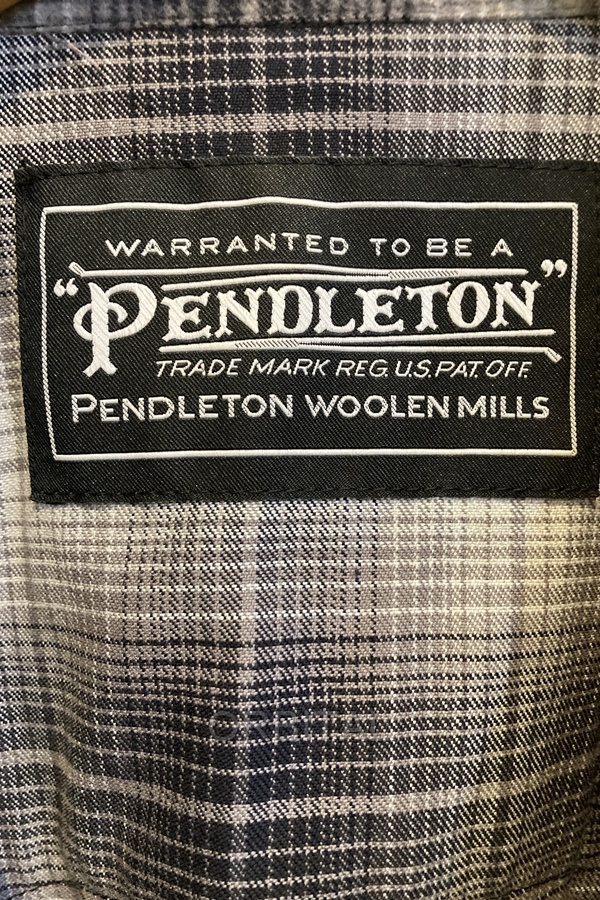 WARRANTED TO BE A
“PENDLETON”
TRADE MARK REG. U.S. PAT. OFF.
PENDLETON WOOLEN MILLS